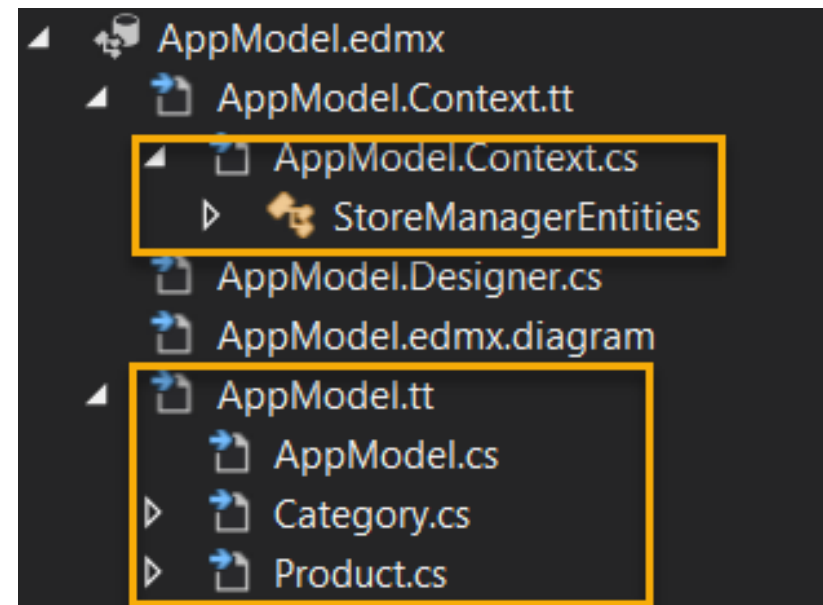 AppModel.edmx
AppModel.Context.tt
AppModel.Context.cs
StoreManagerEntities
AppModel.Designer.cs
AppModel.edmx.diagram
AppModel.tt
AppModel.cs
Category.cs
Product.cs